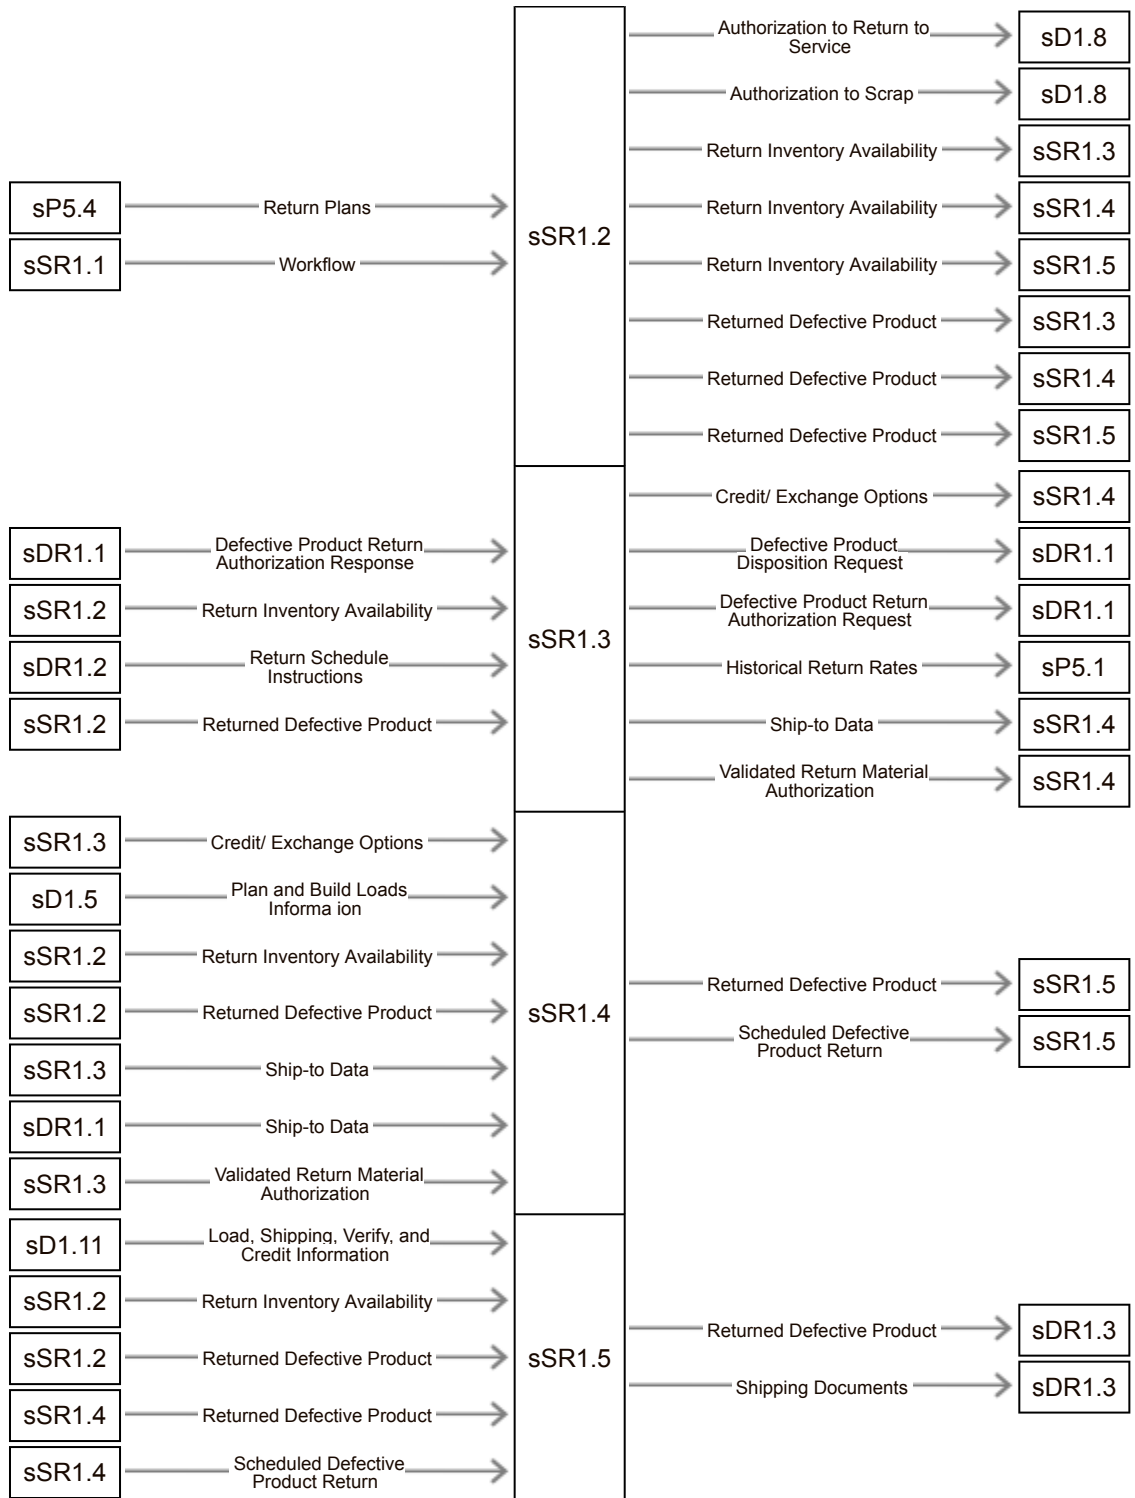 Authorization to Return to
Service
sD1.8
Authorization to Scrap
sD1.8
Return Inventory Availability
sSR1.3
sP5.4
Return Plans
Return Inventory Availability
sSR1.4
sSR1.2
sSR1.1
Workflow
Return Inventory Availability
sSR1.5
Returned Defective Product
sSR1.3
Returned Defective Product
sSR1.4
Returned Defective Product
sSR1.5
Credit/ Exchange Options
sSR1.4
sDR1.1
Defective Product Return
Authorization Response
Defective Product
Disposition Request
sDR1.1
sSR1.2
Return Inventory Availability
Defective Product Return
Authorization Request
sDR1.1
sSR1.3
sDR1.2
Return Schedule
Instructions
Historical Return Rates
sP5.1
sSR1.2
Returned Defective Product
Ship-to Data
sSR1.4
Validated Return Material
Authorization
sSR1.4
sSR1.3
Credit/ Exchange Options
sD1.5
Plan and Build Loads
Informa ion
sSR1.2
Return Inventory Availability
Returned Defective Product
sSR1.5
sSR1.2
Returned Defective Product
sSR1.4
Scheduled Defective
Product Return
sSR1.5
sSR1.3
Ship-to Data
sDR1.1
Ship-to Data
sSR1.3
Validated Return Material
Authorization
sD1.11
Load, Shipping, Verify, and
Credit Information
sSR1.2
Return Inventory Availability
Returned Defective Product
sDR1.3
sSR1.2
Returned Defective Product
sSR1.5
Shipping Documents
sDR1.3
sSR1.4
Returned Defective Product
sSR1.4
Scheduled Defective
Product Return